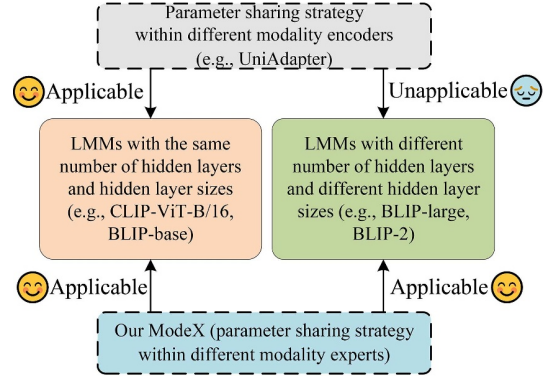 Parameter sharing strategy
within different modality encoders
(e.g., UniAdapter)
Applicable
Unapplicable
LMMs with the same
number of hidden layers
and hidden layer sizes
(e.g., CLIP-ViT-B/16,
BLIP-base)
LMMs with different
number of hidden layers
and different hidden layer
sizes (e.g., BLIP-large,
BLIP-2)
Applicable
Applicable
Our ModeX (parameter sharing strategy
within different modality experts)